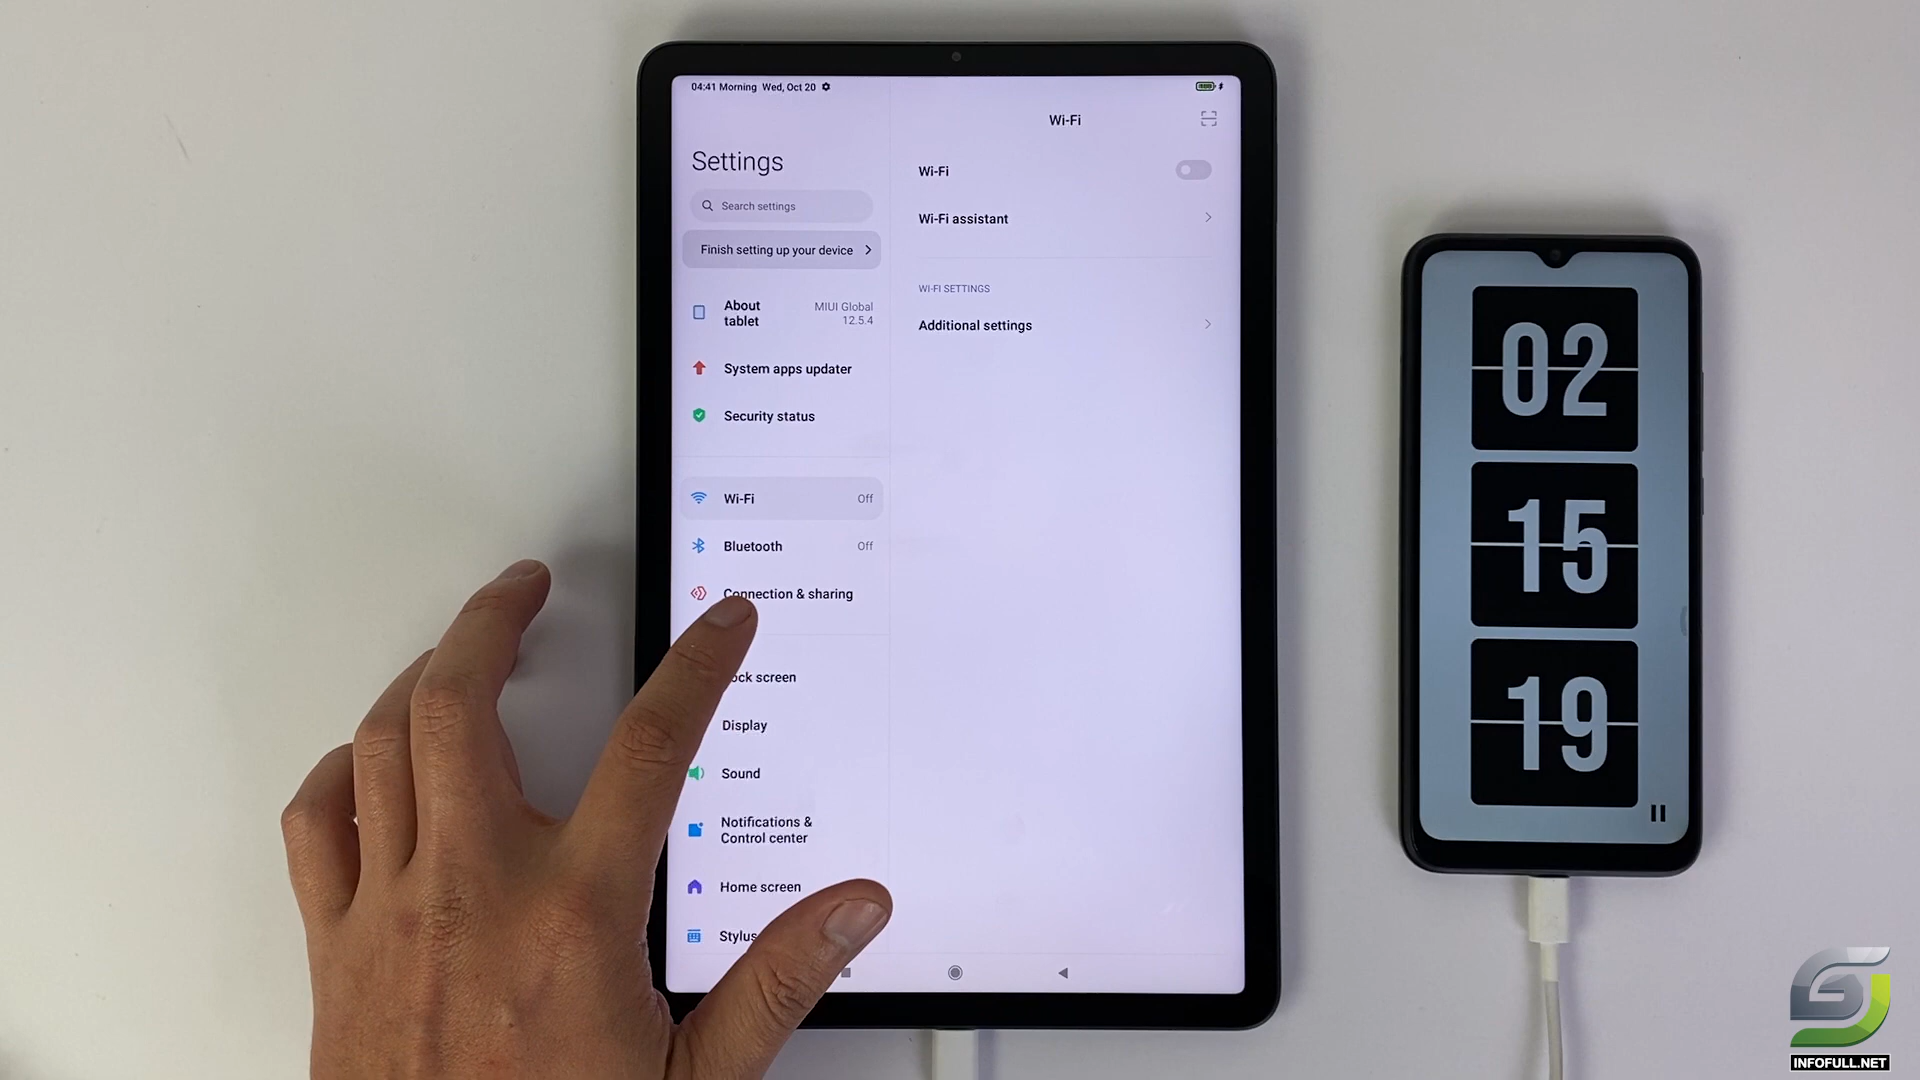 04:41 Morning Wed, Oct 20
Settings
Search settings
Finish setting up your device
About tablet
MIUI Global 12.5.4
System apps updater
Security status
Wi-Fi Off
Bluetooth Off
Connection & sharing
ock screen
Display
Sound
Notifications &
Control center
Home screen
Stylus
Wi-Fi
Wi-Fi
Wi-Fi assistant
WI-FI SETTINGS
Additional settings
02
15
19
INFOFULL.NET